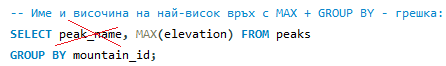 -- Име и височина на най-висок връх с MAX + GROUP BY - грешка:
SELECT peak_name, MAX(elevation) FROM peaks
GROUP BY mountain_id;